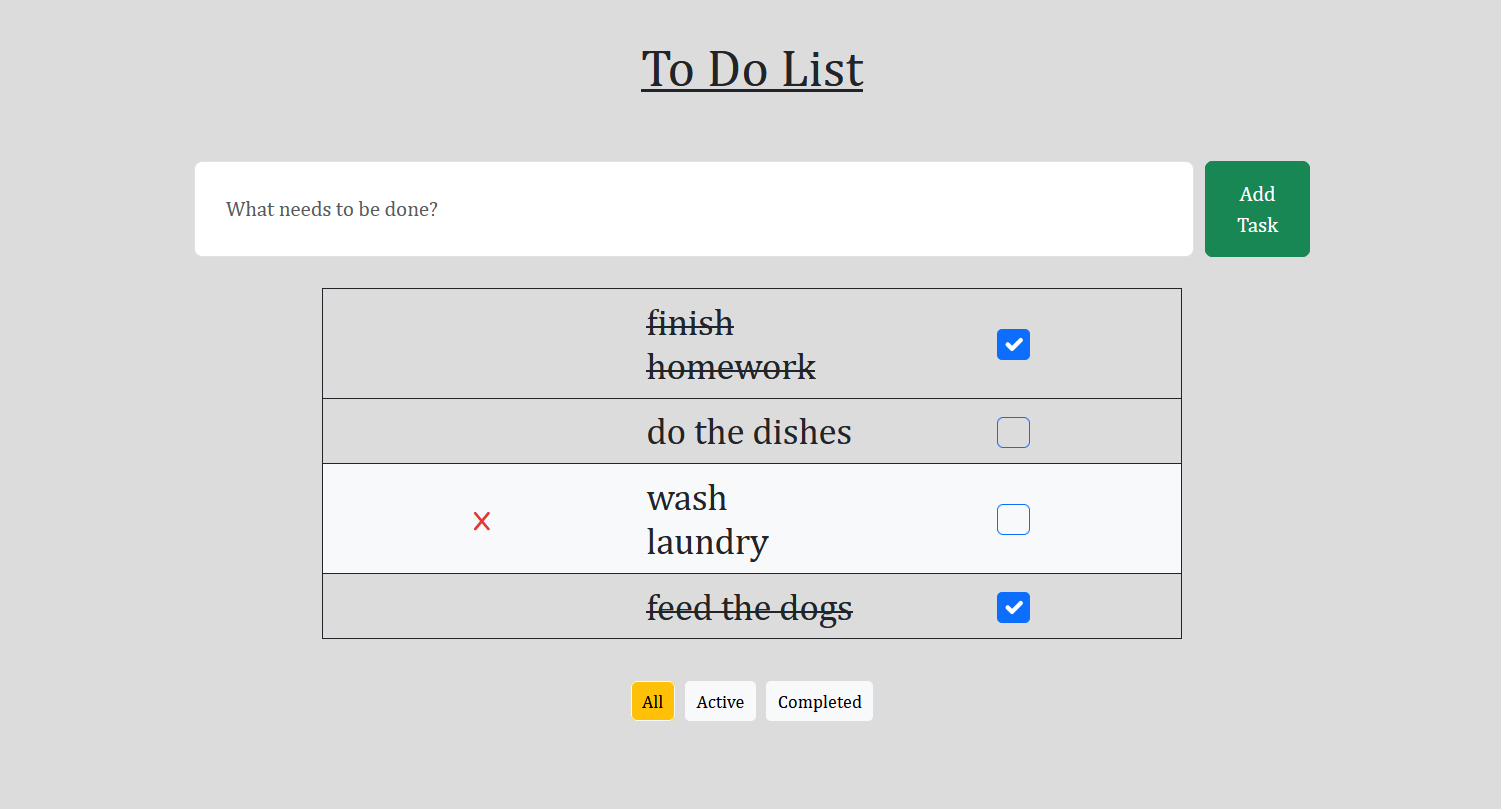 To Do List
What needs to be done?
Add
Task
finish
homework
do the dishes
wash
laundry
feed the dogs
All Active Completed